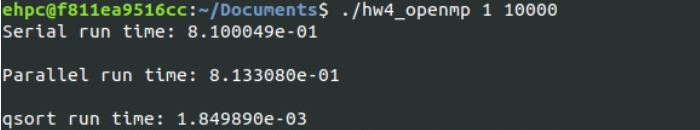 ehpc@f811ea9516cc:~/Documents$ ./hw4_openmp 1 10000
Serial run time: 8.100049e-01
Parallel run time: 8.133080e-01
qsort run time: 1.849890e-03